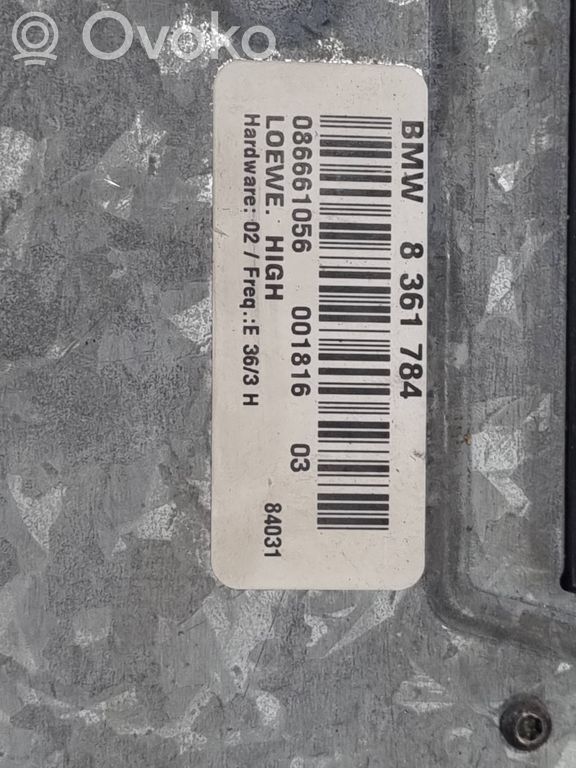 Ovoko
BMW 8 361 784
086661056 001816 03
LOEWE. HIGH
Hardware: 02 / Freq.:E 36/3 H
84031